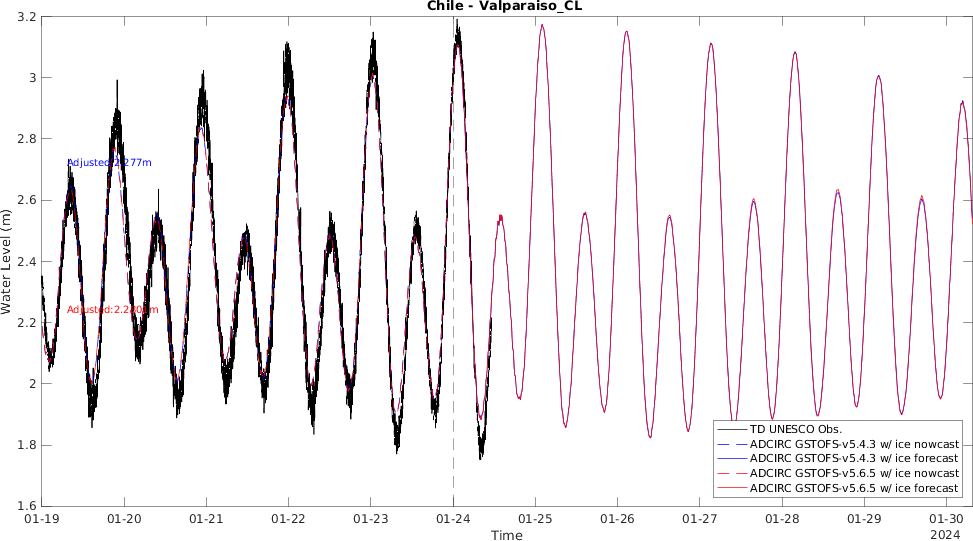 Chile - Valparaiso_CL
3.2
3
2.8
2.6
2.4
2.2
2
1.8
1.6
Water Level (m)
Adjusted:2.277m
TD UNESCO Obs.
ADCIRC GSTOFS-v5.4.3 w/ ice nowcast
ADCIRC GSTOFS-v5.4.3 w/ ice forecast
ADCIRC GSTOFS-v5.6.5 w/ ice nowcast
ADCIRC GSTOFS-v5.6.5 w/ ice forecast
01-19 01-20 01-21 01-22 01-23 01-24 01-25 01-26 01-27 01-28 01-29 01-30
Time
2024